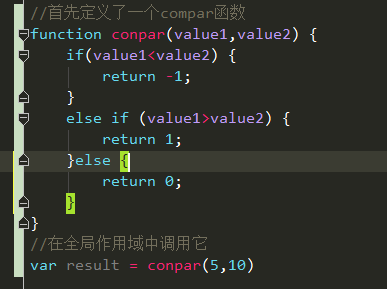 //首先定义了一个compar函数
function conpar(value1,value2) {
if(value1<value2) {
return -1;
}
else if (value1>value2) {
return 1;
}else {
return 0;
}
}
//在全局作用域中调用它
var result = conpar(5,10)